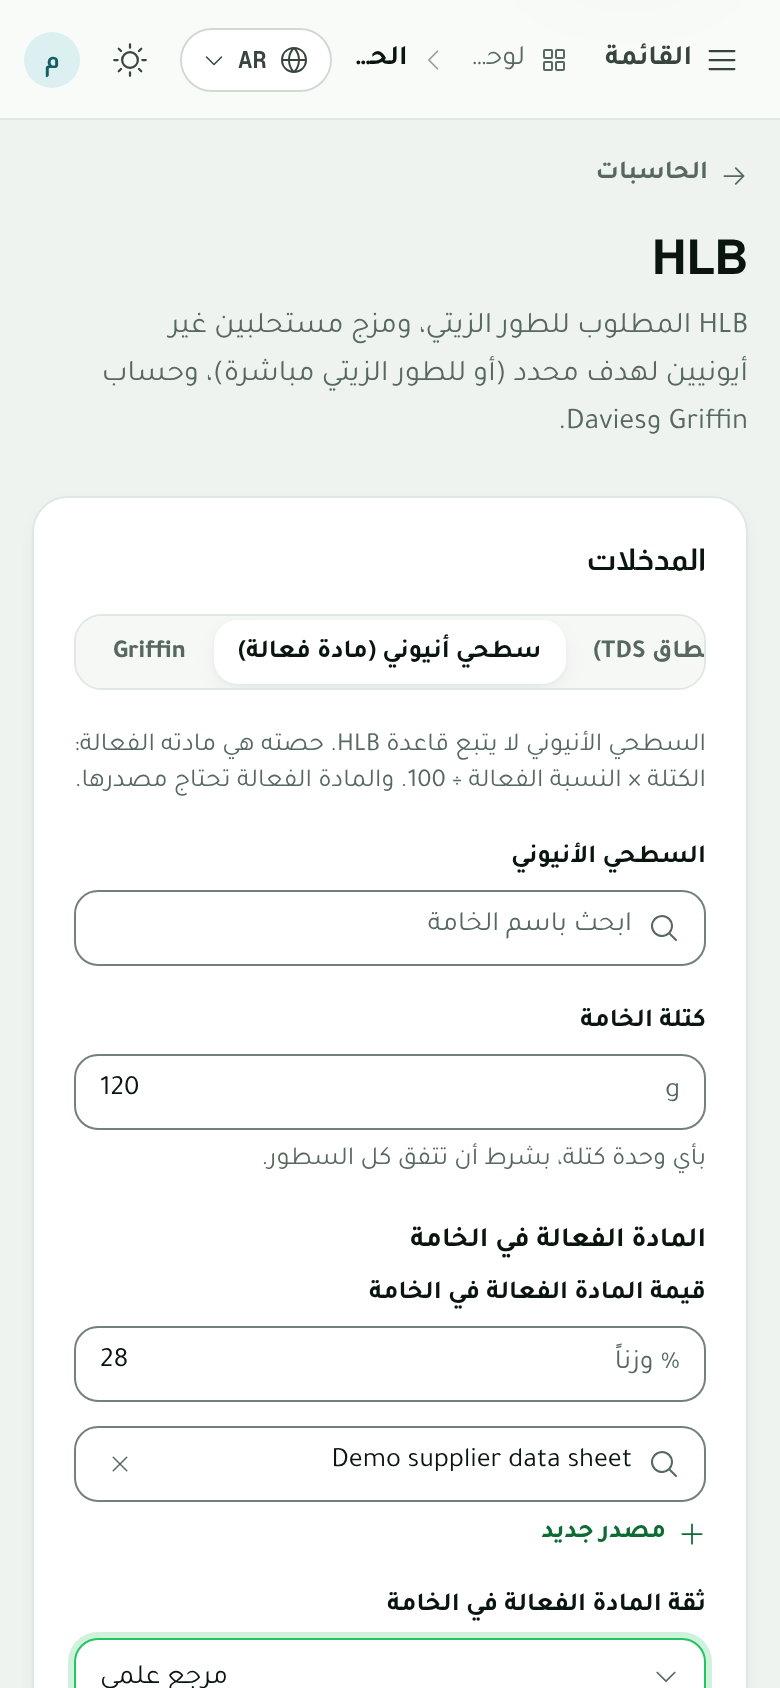 القائمة
لوحـ...
الحـ...
AR
م
الحاسبات
HLB
HLB المطلوب للطور الزيتي، ومزج مستحلبين غير
أيونيين لهدف محدد (أو للطور الزيتي مباشرة)، وحساب
Griffin وDavies.
المدخلات
طاق TDS)
سطحي أنيوني (مادة فعالة)
Griffin
السطحي الأنيوني لا يتبع قاعدة HLB. حصته هي مادته الفعالة:
الكتلة × النسبة الفعالة ÷ 100. والمادة الفعالة تحتاج مصدرها.
السطحي الأنيوني
ابحث باسم الخامة
كتلة الخامة
g
120
بأي وحدة كتلة، بشرط أن تتفق كل السطور.
المادة الفعالة في الخامة
قيمة المادة الفعالة في الخامة
% وزناً
28
Demo supplier data sheet
مصدر جديد
ثقة المادة الفعالة في الخامة
مرجع علمي